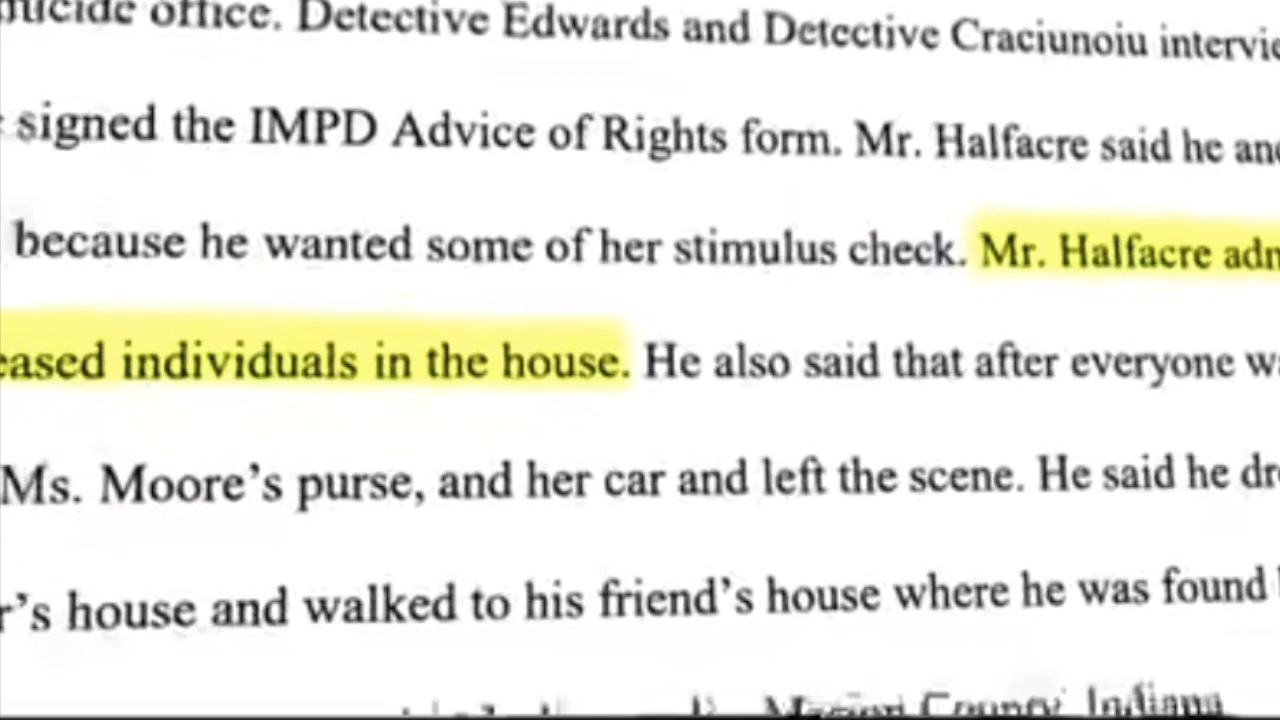 office. Detective Edwards and Detective Craciunoiu
signed the IMPD Advice of Rights form. Mr. Halfacre said he
because he wanted some of her stimulus check. Mr. Halfacre
individuals in the house. He also said that after everyone
Ms. Moore's purse, and her car and left the scene. He said he
house and walked to his friend's house where he was found
County, Indiana